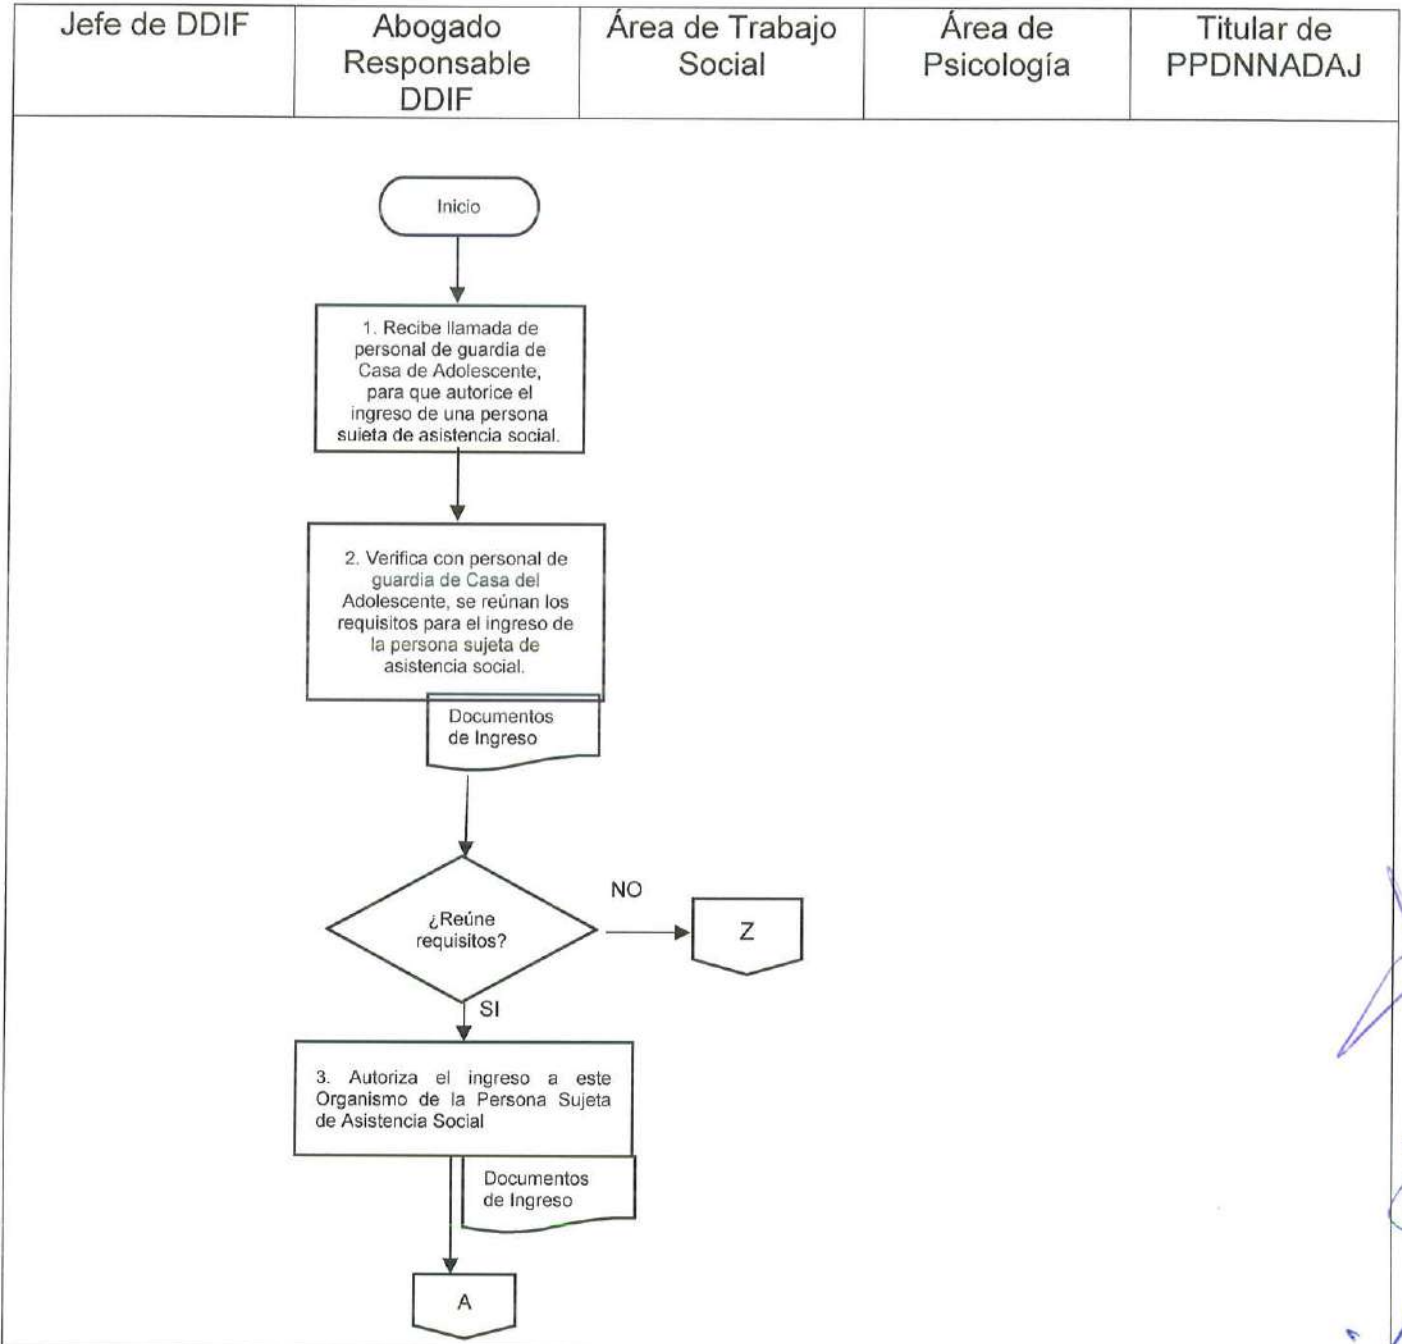 Jefe de DDIF
Abogado
Responsable
DDIF
Área de Trabajo
Social
Área de
Psicología
Titular de
PPDNNADAJ
Inicio
1. Recibe llamada de
personal de guardia de
Casa de Adolescente,
para que autorice el
ingreso de una persona
sujeta de asistencia social.
2. Verifica con personal de
guardia de Casa del
Adolescente, se reúnan los
requisitos para el ingreso de
la persona sujeta de
asistencia social.
Documentos
de Ingreso
¿Reúne
requisitos?
NO
Z
SI
3. Autoriza el ingreso a este
Organismo de la Persona Sujeta
de Asistencia Social
Documentos
de Ingreso
A